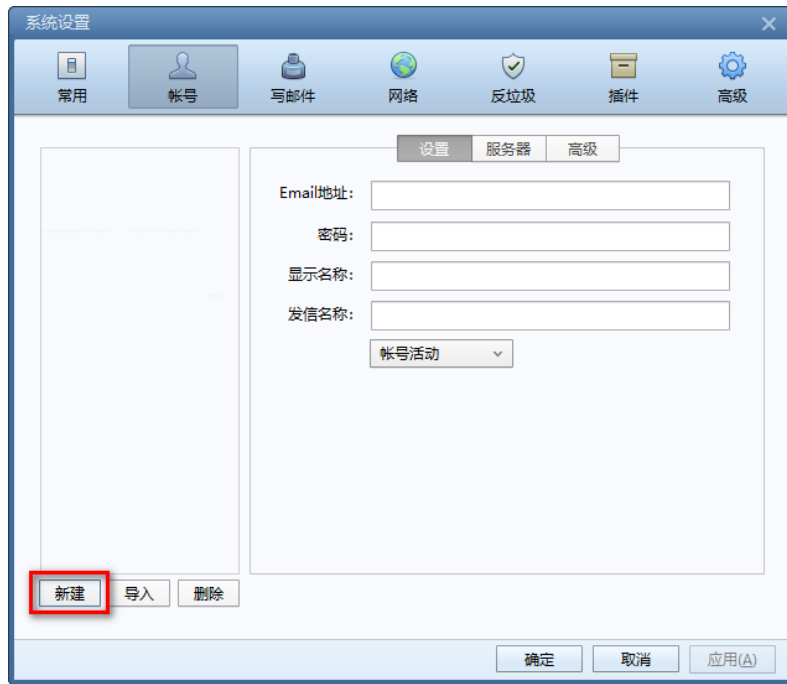 系统设置
常用 帐号 写邮件 网络 反垃圾 插件 高级
设置 服务器 高级
Email地址:
密码:
显示名称:
发信名称:
帐号活动
新建 导入 删除
确定 取消 应用(A)